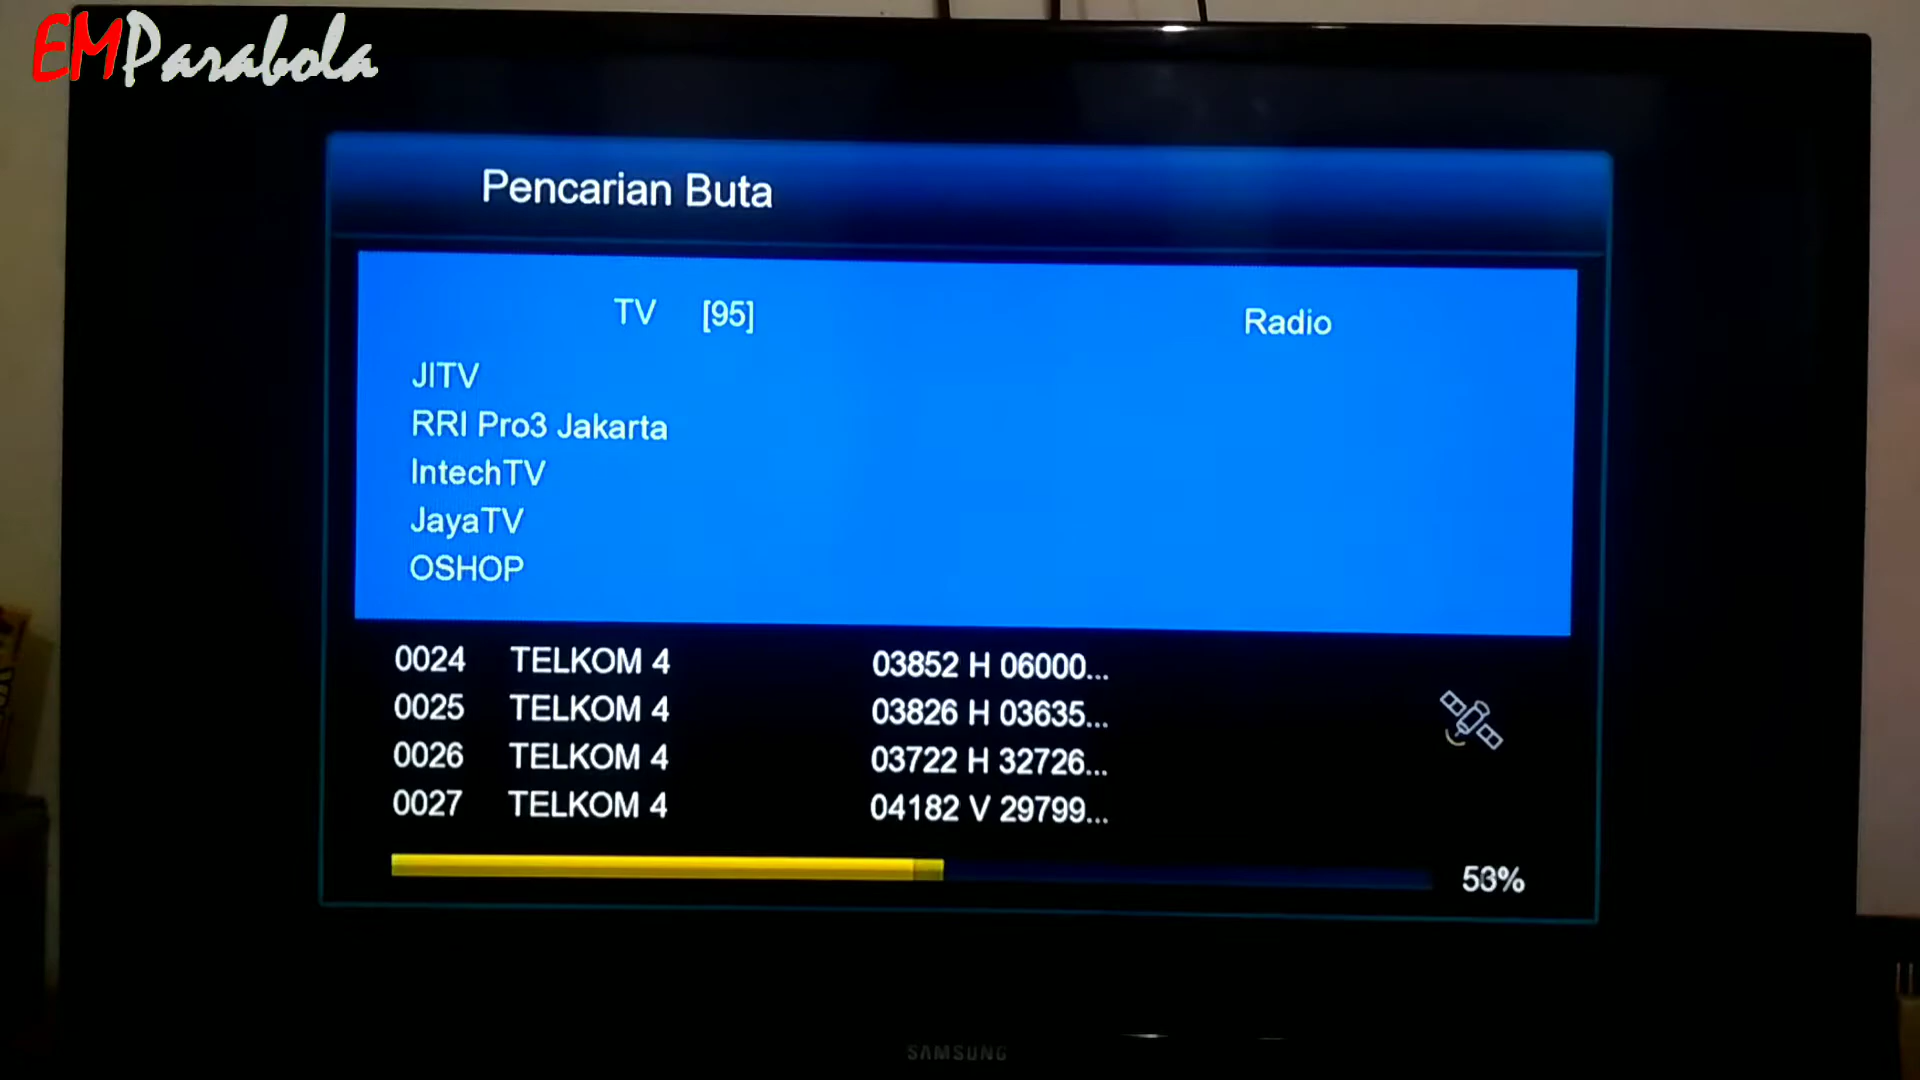 EMParabola
Pencarian Buta
TV [95] Radio
JITV
RRI Pro3 Jakarta
IntechTV
JayaTV
OSHOP
0024 TELKOM 4 03852 H 06000...
0025 TELKOM 4 03826 H 03635...
0026 TELKOM 4 03722 H 32726...
0027 TELKOM 4 04182 V 29799...
53%
SAMSUNG